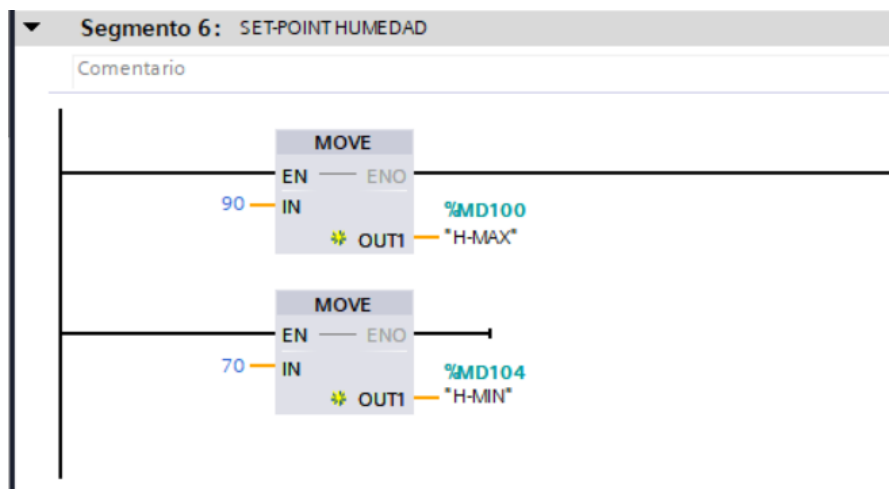 Segmento 6: SET-POINT HUMEDAD
Comentario
MOVE
EN ENO
90 IN
%MD100
OUT1 "H-MAX"
MOVE
EN ENO
70 IN
%MD104
OUT1 "H-MIN"